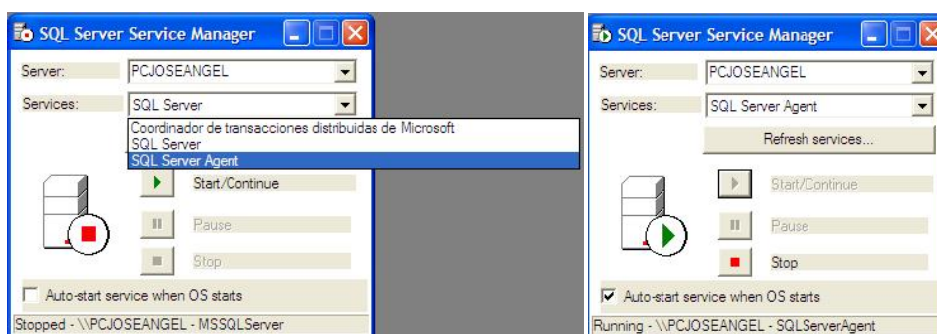 SQL Server Service Manager
Server: PCJOSEANGEL
Services: SQL Server
Coordinador de transacciones distribuidas de Microsoft
SQL Server
SQL Server Agent
Start/Continue
Pause
Stop
Auto-start service when OS starts
Stopped - \\PCJOSEANGEL - MSSQLServer
SQL Server Service Manager
Server: PCJOSEANGEL
Services: SQL Server Agent
Refresh services...
Start/Continue
Pause
Stop
Auto-start service when OS starts
Running - \\PCJOSEANGEL - SQLServerAgent